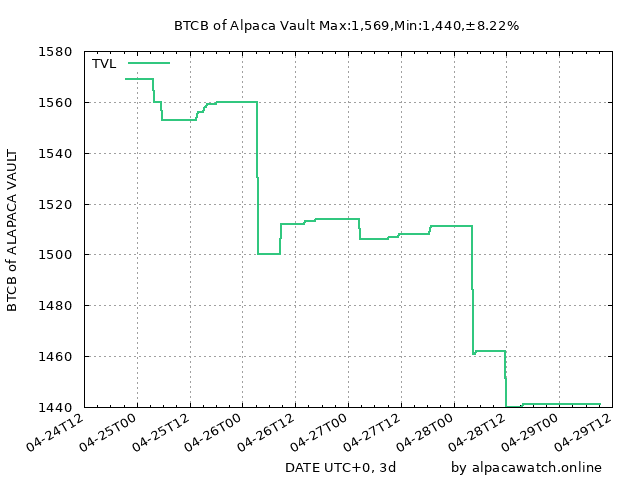 BTCB of Alpaca Vault Max:1,569,Min:1,440,±8.22%
TVL
1580
1560
1540
1520
1500
1480
1460
1440
BTCB of ALAPACA VAULT
04-24T12
04-25T00
04-25T12
04-26T00
04-26T12
04-27T00
04-27T12
04-28T00
04-28T12
04-29T00
04-29T12
DATE UTC+0, 3d
by alpacawatch.online